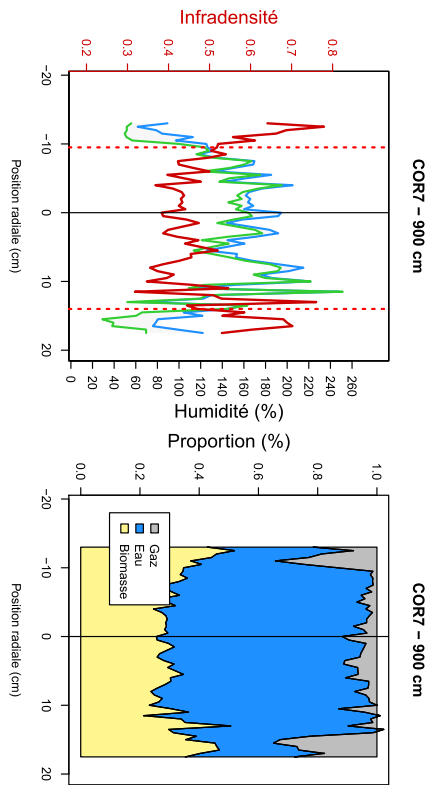 Infradensité
0.2 0.3 0.4 0.5 0.6 0.7 0.8
COR7 − 900 cm
−20 −10 0 10 20
Position radiale (cm)
0 20 40 60 80 100 120 140 160 180 200 220 240 260
Humidité (%)
Proportion (%)
0.0 0.2 0.4 0.6 0.8 1.0
COR7 − 900 cm
−20 −10 0 10 20
Position radiale (cm)
Gaz
Eau
Biomasse